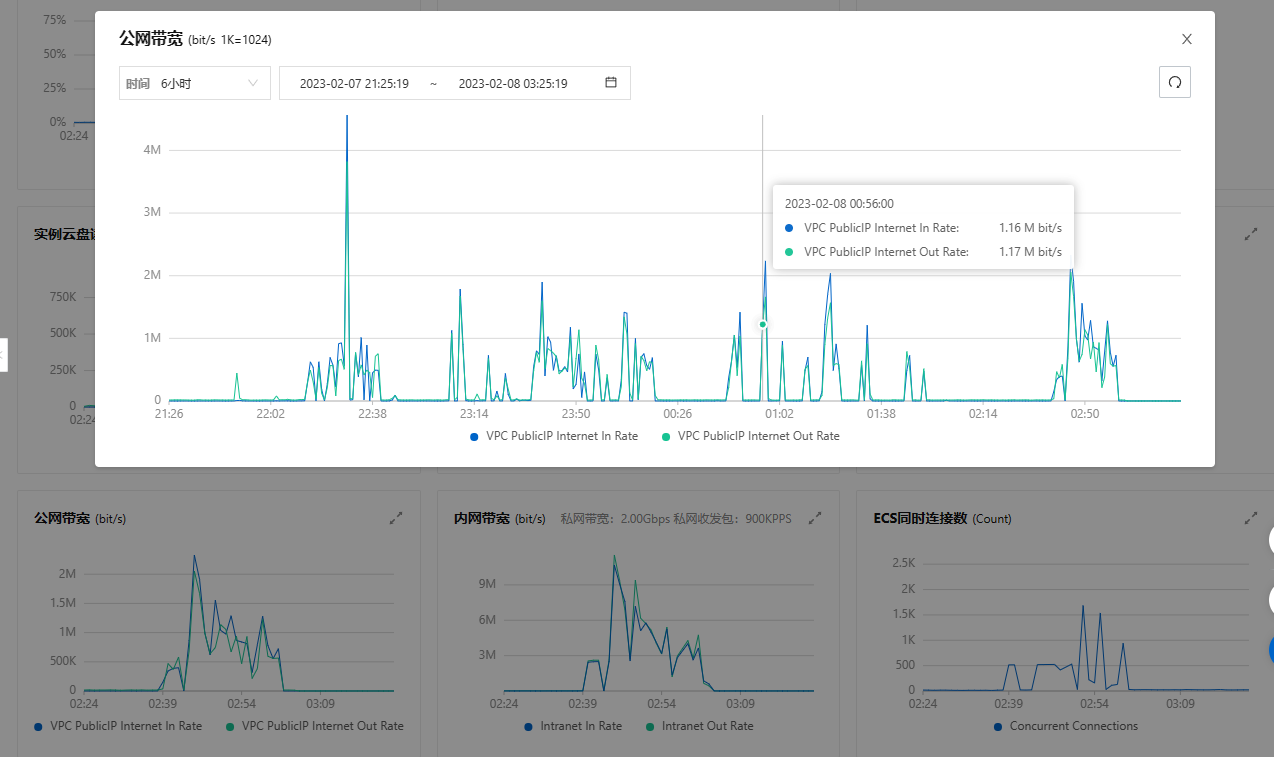 75%
50%
25%
0%
02:24
公网带宽 (bit/s 1K=1024)
时间 6小时
2023-02-07 21:25:19 ~ 2023-02-08 03:25:19
4M
3M
2M
1M
0
21:26 22:02 22:38 23:14 23:50 00:26 01:02 01:38 02:14 02:50
2023-02-08 00:56:00
VPC PublicIP Internet In Rate: 1.16 M bit/s
VPC PublicIP Internet Out Rate: 1.17 M bit/s
VPC PublicIP Internet In Rate VPC PublicIP Internet Out Rate
实例云盘
750K
500K
250K
0
02:24
公网带宽 (bit/s)
2M
1.5M
1M
500K
0
02:24 02:39 02:54 03:09
VPC PublicIP Internet In Rate VPC PublicIP Internet Out Rate
内网带宽 (bit/s) 私网带宽：2.00Gbps 私网收发包：900KPPS
9M
6M
3M
02:24 02:39 02:54 03:09
Intranet In Rate Intranet Out Rate
ECS同时连接数 (Count)
2.5K
2K
1.5K
1K
500
0
02:24 02:39 02:54 03:09
Concurrent Connections